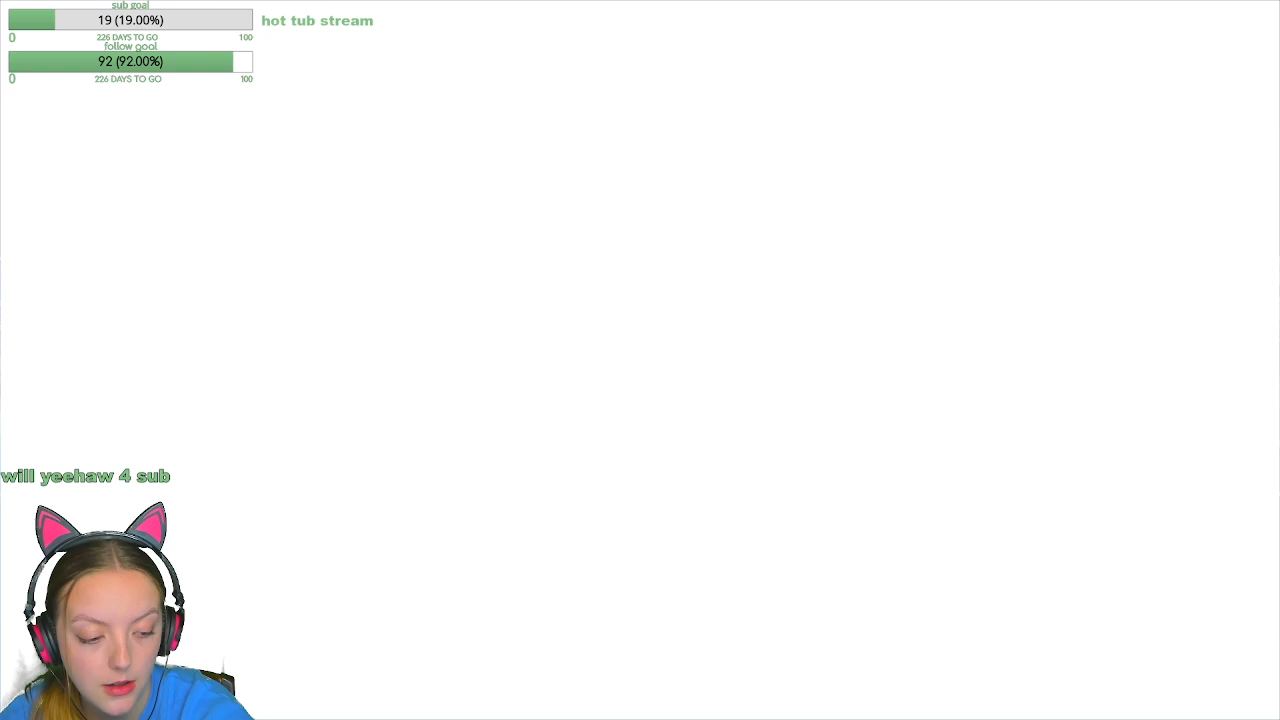 sub goal
19 (19.00%)
hot tub stream
0 226 DAYS TO GO 100
follow goal
92 (92.00%)
0 226 DAYS TO GO 100
will yeehaw 4 sub